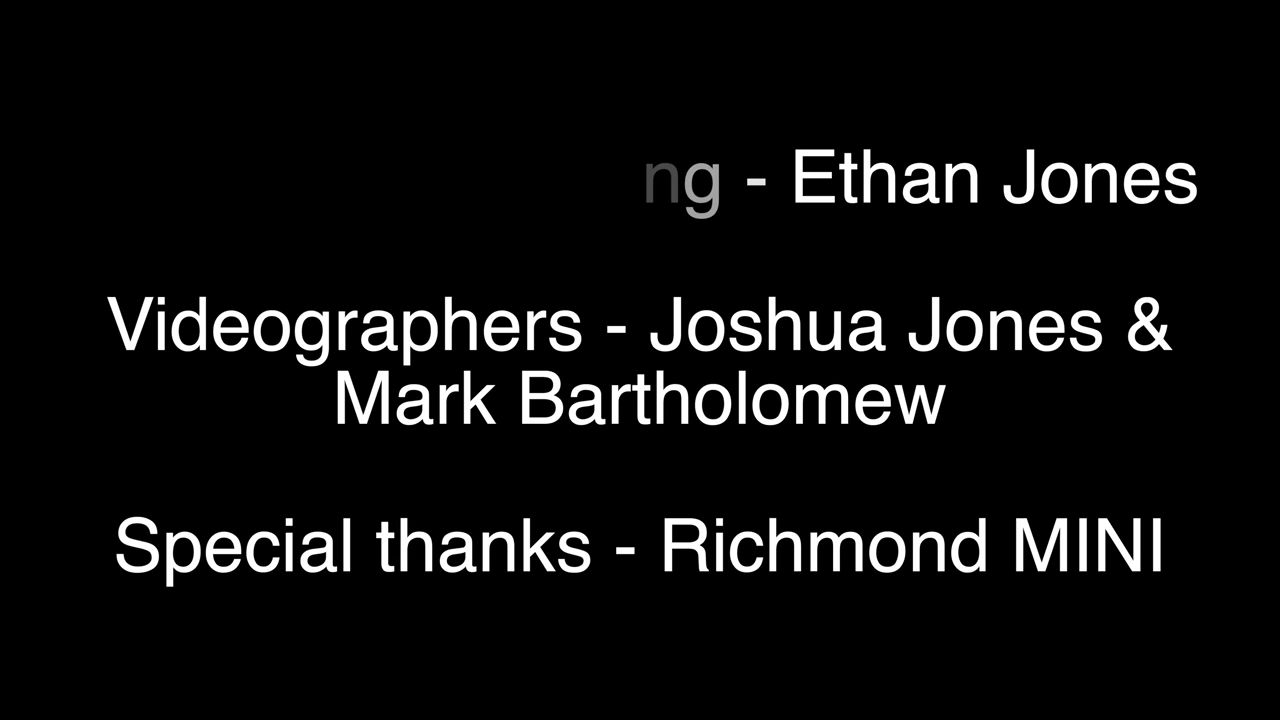 ng - Ethan Jones
Videographers - Joshua Jones &
Mark Bartholomew
Special thanks - Richmond MINI